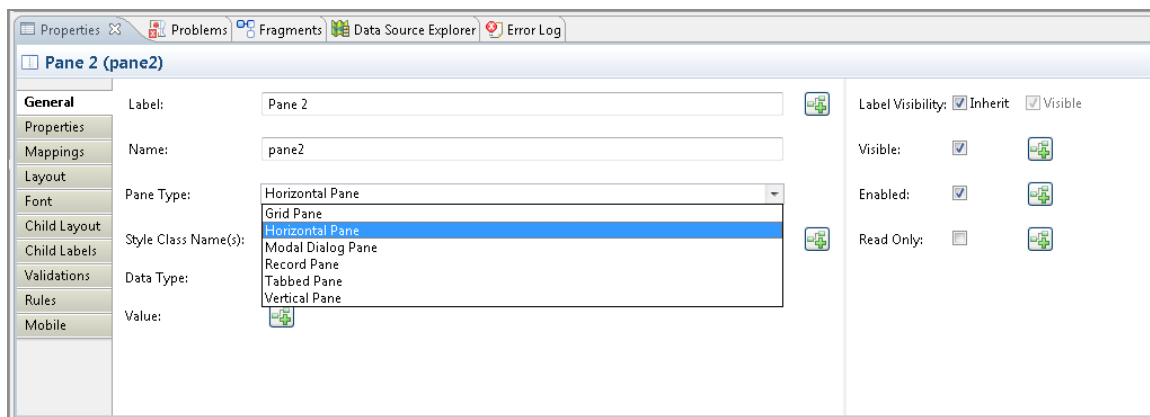 Properties Problems Fragments Data Source Explorer Error Log
Pane 2 (pane2)
General
Properties
Mappings
Layout
Font
Child Layout
Child Labels
Validations
Rules
Mobile
Label: Pane 2
Name: pane2
Pane Type: Horizontal Pane
Grid Pane
Horizontal Pane
Modal Dialog Pane
Record Pane
Tabbed Pane
Vertical Pane
Style Class Name(s):
Data Type:
Value:
Label Visibility: Inherit Visible
Visible:
Enabled:
Read Only: